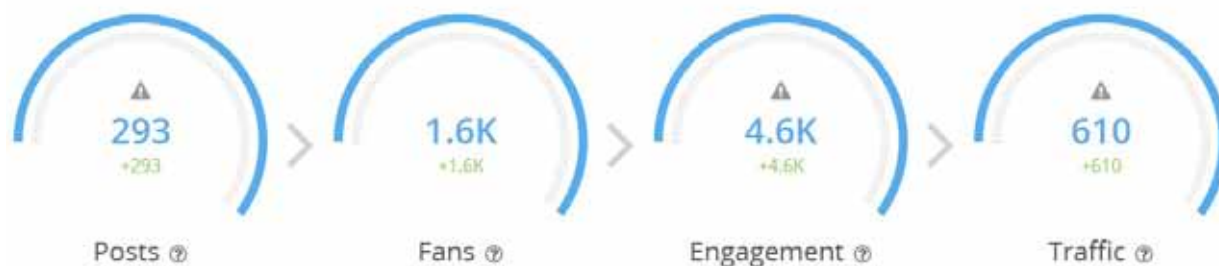 293 1.6K 4.6K 610
+293 +1.6K +4.6K +610
Posts Fans Engagement Traffic